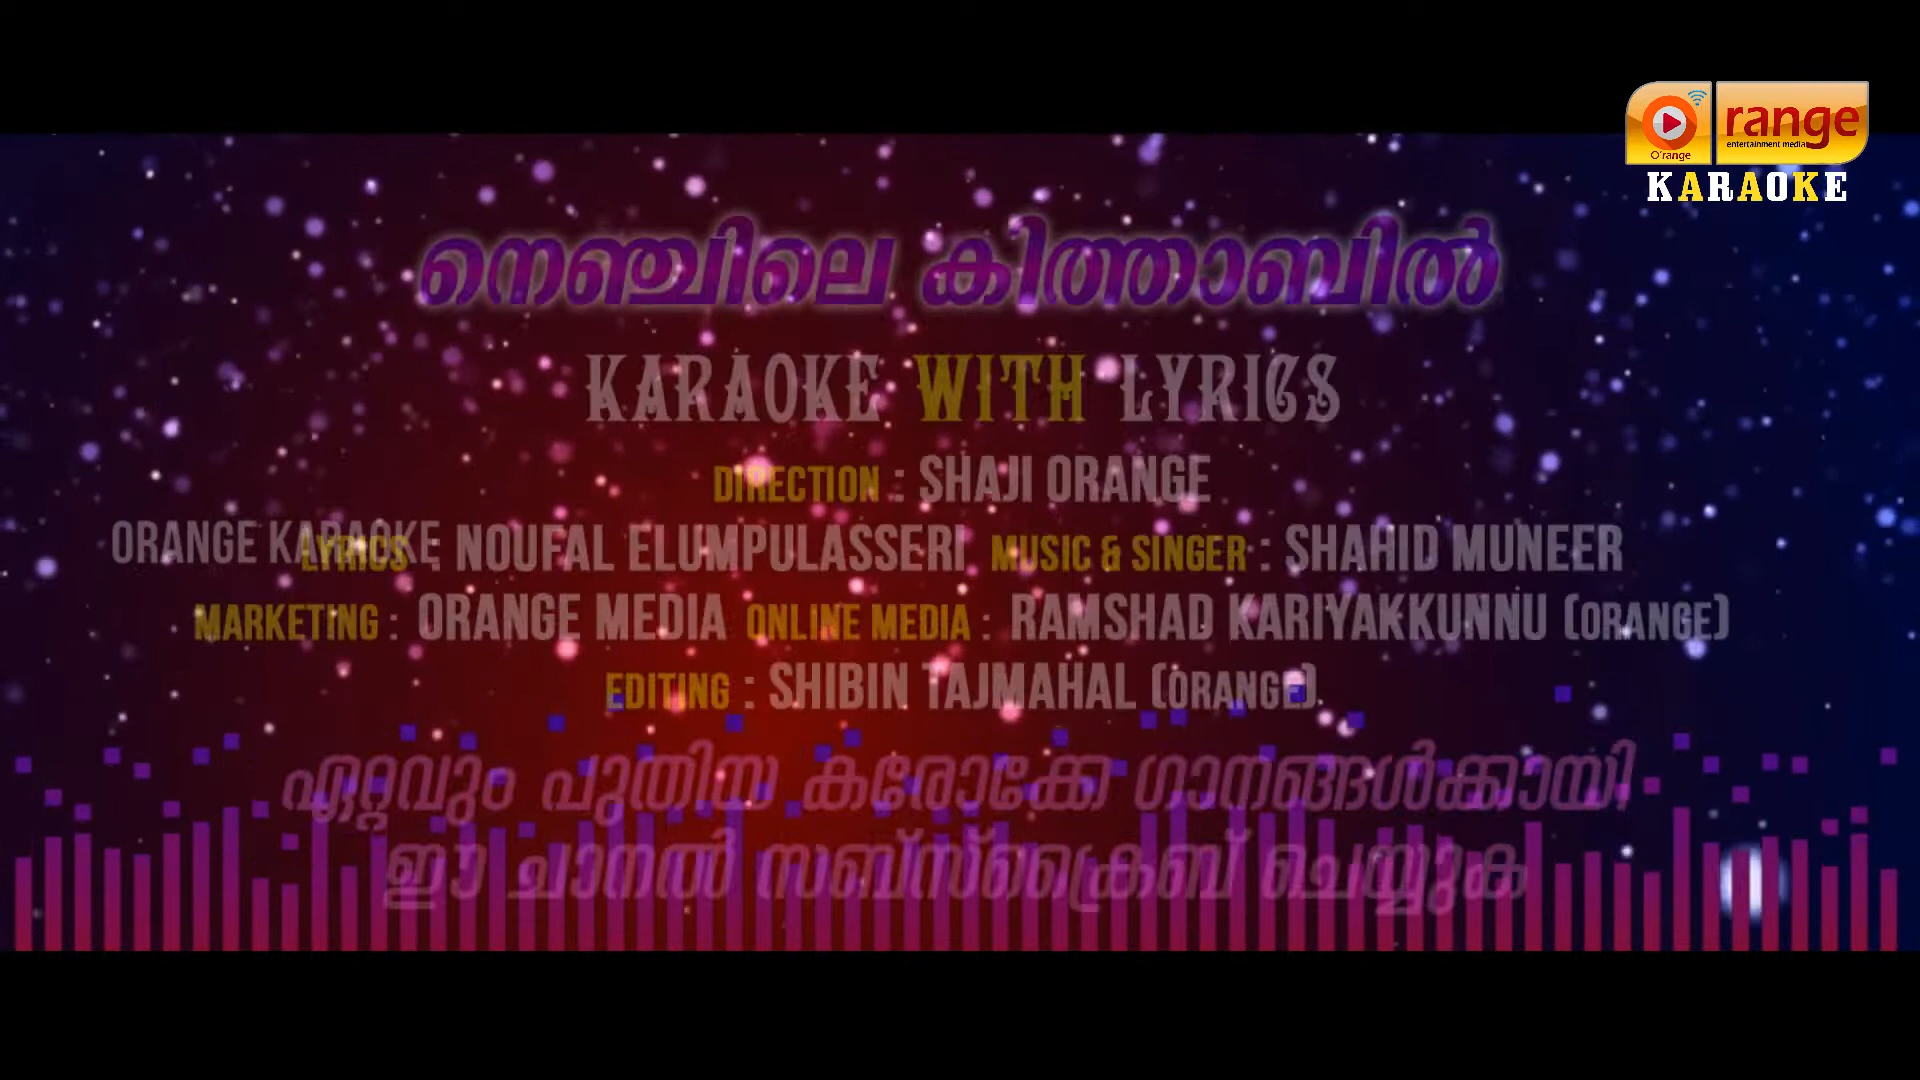 O'range
range
entertainment media
KARAOKE
നെഞ്ചിലെ കിത്താബിൽ
KARAOKE WITH LYRICS
DIRECTION : SHAJI ORANGE
ORANGE KARAOKE
LYRICS : NOUFAL ELUMPULASSERI MUSIC & SINGER : SHAHID MUNEER
MARKETING : ORANGE MEDIA ONLINE MEDIA : RAMSHAD KARIYAKKUNNU (ORANGE)
EDITING : SHIBIN TAJMAHAL (ORANGE)
ഏറ്റവും പുതിയ കരോക്കേ ഗാനങ്ങൾക്കായി
ഈ ചാനൽ സബ്സ്ക്രൈബ് ചെയ്യുക